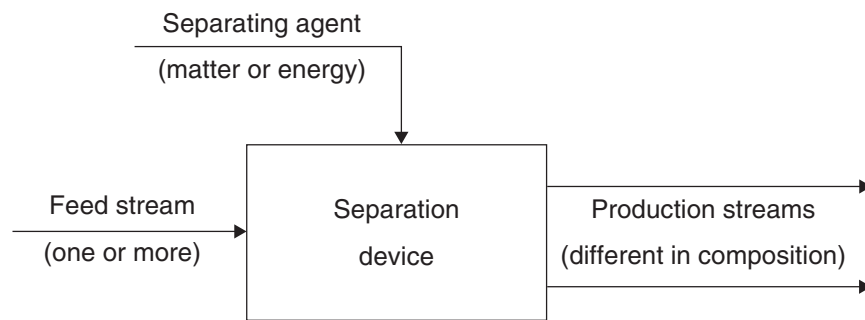 Separating agent
(matter or energy)
Feed stream
(one or more)
Separation
device
Production streams
(different in composition)